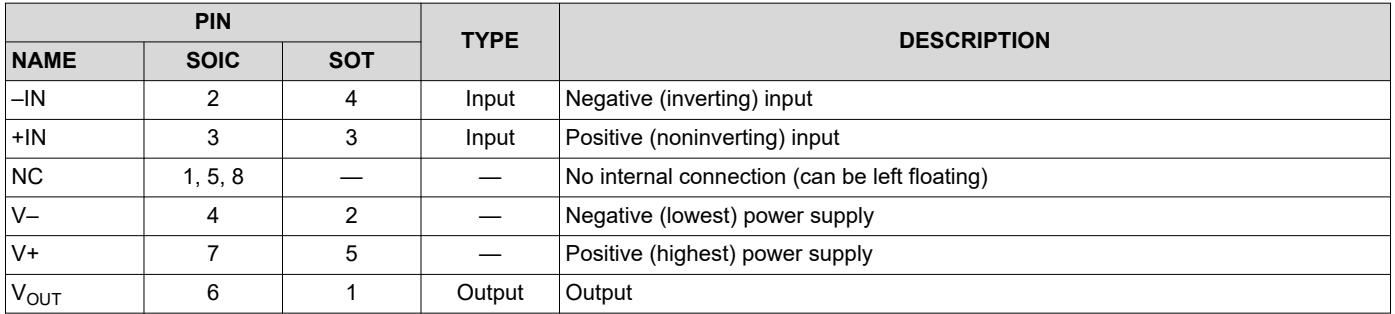 PIN TYPE DESCRIPTION
NAME SOIC SOT
–IN 2 4 Input Negative (inverting) input
+IN 3 3 Input Positive (noninverting) input
NC 1, 5, 8 — — No internal connection (can be left floating)
V– 4 2 — Negative (lowest) power supply
V+ 7 5 — Positive (highest) power supply
VOUT 6 1 Output Output